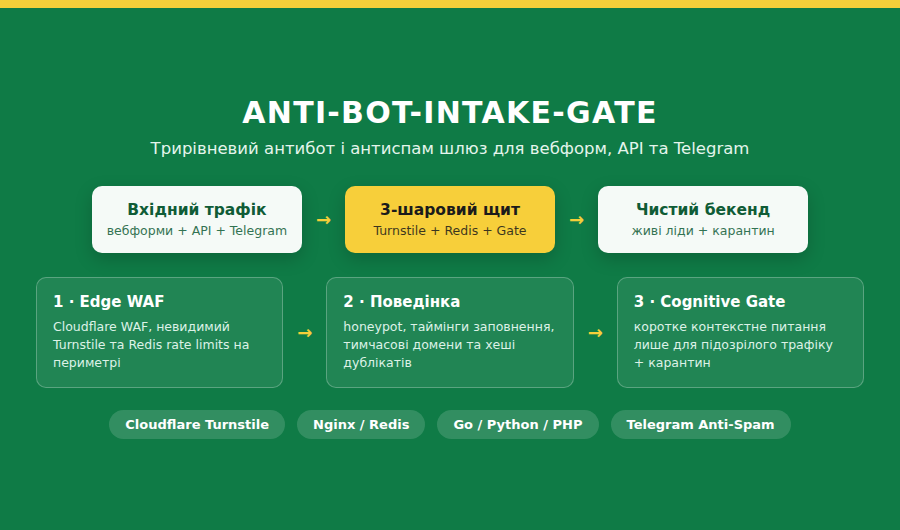 ANTI-BOT-INTAKE-GATE
Трирівневий антибот і антиспам шлюз для вебформ, API та Telegram
Вхідний трафік
вебформи + API + Telegram
→
3-шаровий щит
Turnstile + Redis + Gate
→
Чистий бекенд
живі ліди + карантин
1 · Edge WAF
Cloudflare WAF, невидимий
Turnstile та Redis rate limits на
периметрі
→
2 · Поведінка
honeypot, таймінги заповнення,
тимчасові домени та хеші
дублікатів
→
3 · Cognitive Gate
коротке контекстне питання
лише для підозрілого трафіку
+ карантин
Cloudflare Turnstile
Nginx / Redis
Go / Python / PHP
Telegram Anti-Spam